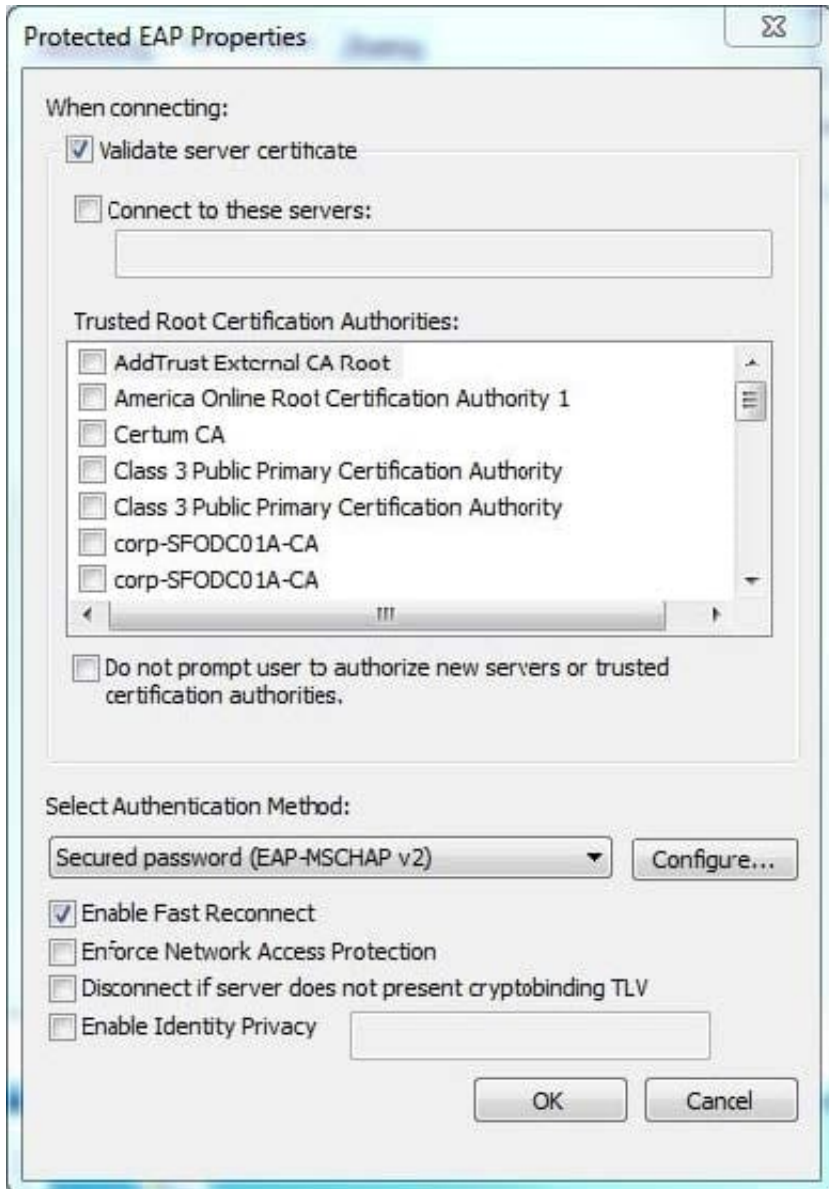 Protected EAP Properties
When connecting:
Validate server certificate
Connect to these servers:
Trusted Root Certification Authorities:
AddTrust External CA Root
America Online Root Certification Authority 1
Certum CA
Class 3 Public Primary Certification Authority
Class 3 Public Primary Certification Authority
corp-SFODC01A-CA
corp-SFODC01A-CA
Do not prompt user to authorize new servers or trusted
certification authorities.
Select Authentication Method:
Secured password (EAP-MSCHAP v2)
Configure...
Enable Fast Reconnect
Enforce Network Access Protection
Disconnect if server does not present cryptobinding TLV
Enable Identity Privacy
OK
Cancel